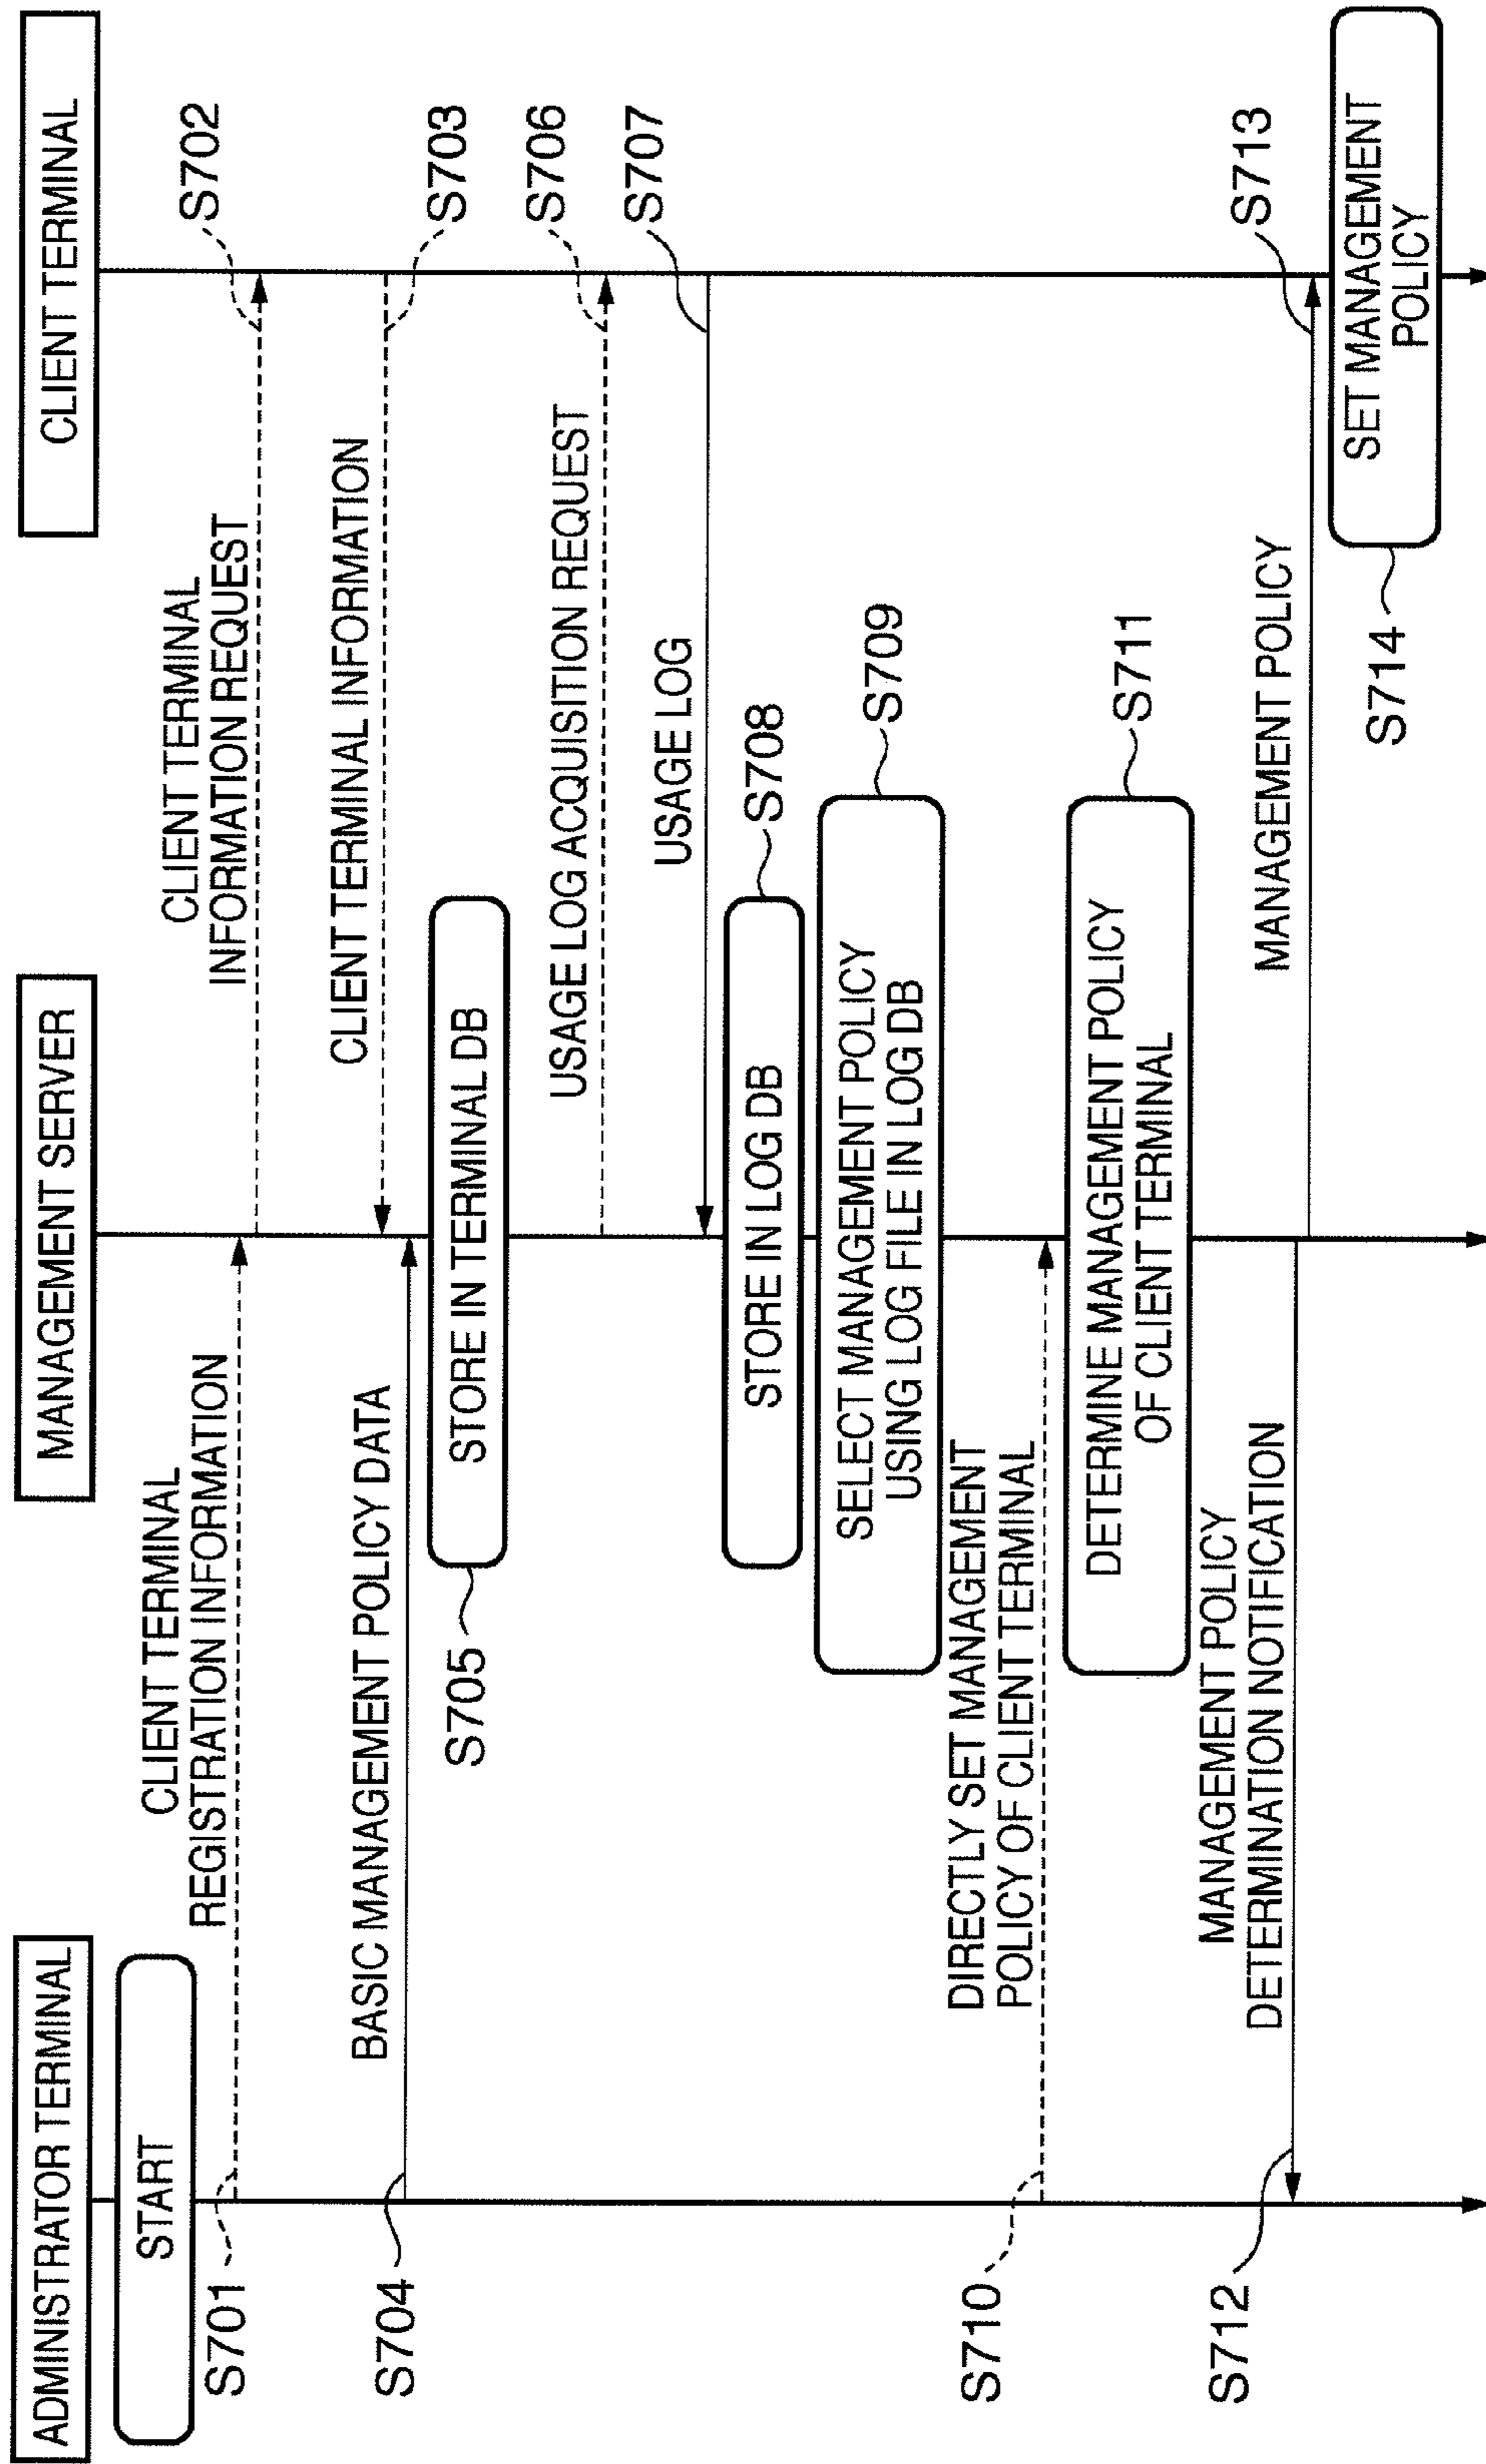 ADMINISTRATOR TERMINAL
MANAGEMENT SERVER
CLIENT TERMINAL
START
S701
CLIENT TERMINAL
REGISTRATION INFORMATION
CLIENT TERMINAL
INFORMATION REQUEST
S702
CLIENT TERMINAL INFORMATION
S703
S704
BASIC MANAGEMENT POLICY DATA
STORE IN TERMINAL DB
S705
USAGE LOG ACQUISITION REQUEST
S706
USAGE LOG
S707
STORE IN LOG DB
S708
SELECT MANAGEMENT POLICY
USING LOG FILE IN LOG DB
S709
S710
DIRECTLY SET MANAGEMENT
POLICY OF CLIENT TERMINAL
DETERMINE MANAGEMENT POLICY
OF CLIENT TERMINAL
S711
S712
MANAGEMENT POLICY
DETERMINATION NOTIFICATION
MANAGEMENT POLICY
S713
SET MANAGEMENT
POLICY
S714